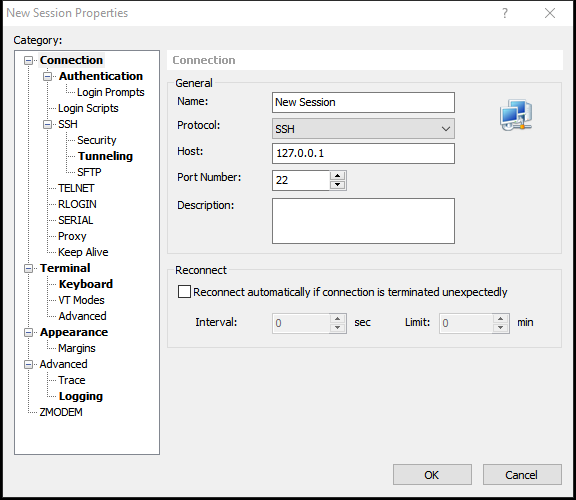 New Session Properties
Category:
Connection
Authentication
Login Prompts
Login Scripts
SSH
Security
Tunneling
SFTP
TELNET
RLOGIN
SERIAL
Proxy
Keep Alive
Terminal
Keyboard
VT Modes
Advanced
Appearance
Margins
Advanced
Trace
Logging
ZMODEM
Connection
General
Name: New Session
Protocol: SSH
Host: 127.0.0.1
Port Number: 22
Description:
Reconnect
Reconnect automatically if connection is terminated unexpectedly
Interval: 0 sec Limit: 0 min
OK Cancel